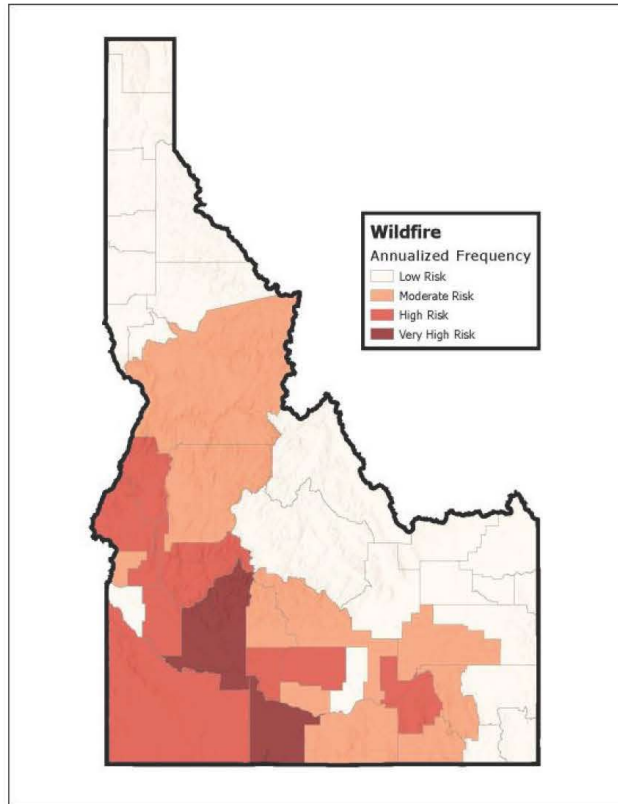 Wildfire
Annualized Frequency
Low Risk
Moderate Risk
High Risk
Very High Risk